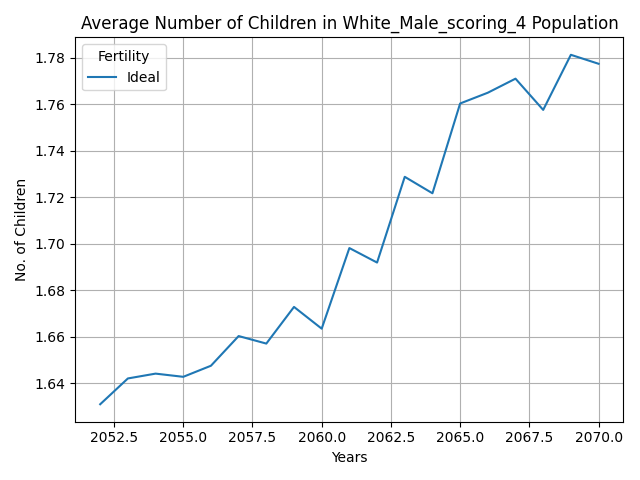 Average Number of Children in White_Male_scoring_4 Population
Fertility
Ideal
1.78
1.76
1.74
1.72
1.70
1.68
1.66
1.64
No. of Children
2052.5 2055.0 2057.5 2060.0 2062.5 2065.0 2067.5 2070.0
Years